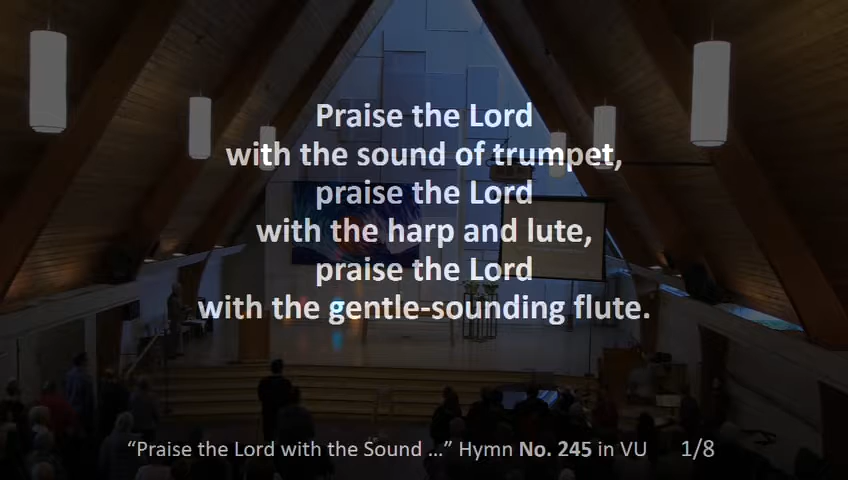 Praise the Lord
with the sound of trumpet,
praise the Lord
with the harp and lute,
praise the Lord
with the gentle-sounding flute.
“Praise the Lord with the Sound ...” Hymn No. 245 in VU 1/8